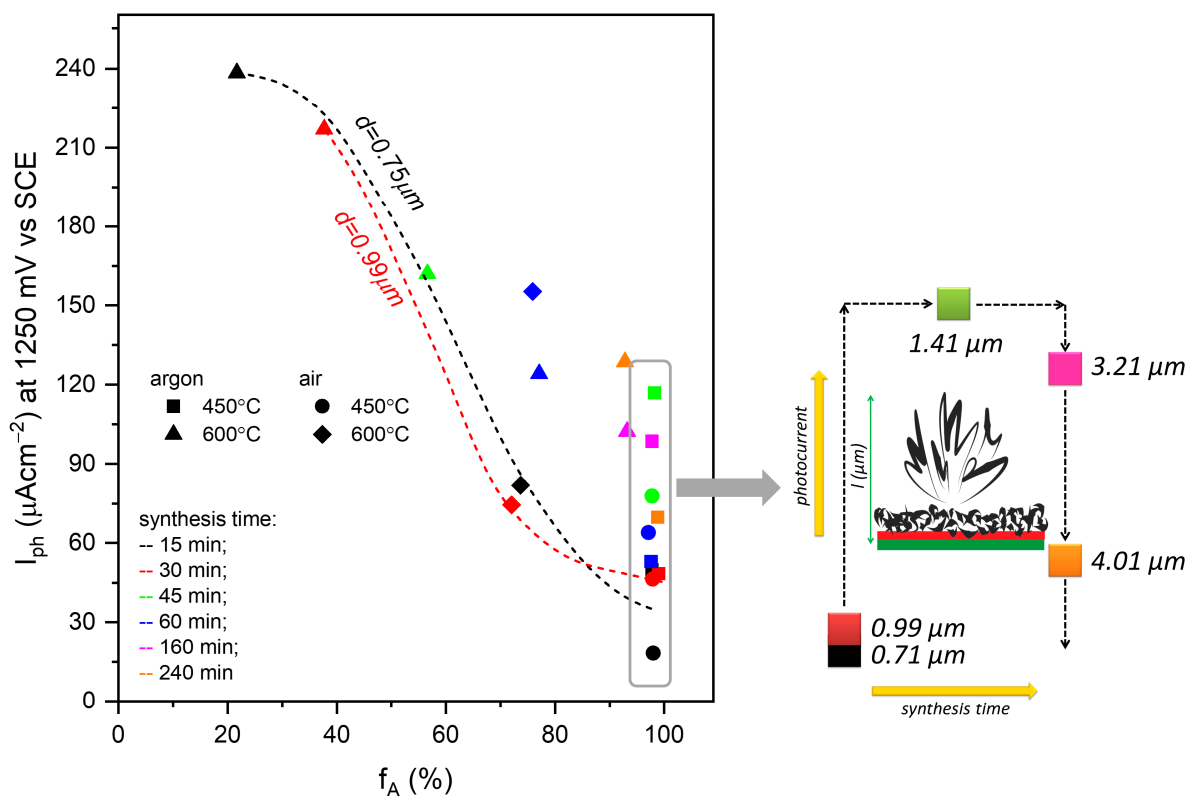 I_ph (μAcm⁻²) at 1250 mV vs SCE
240
210
180
150
120
90
60
30
0
0 20 40 60 80 100
f_A (%)
d=0.75μm
d=0.99μm
argon air
450°C 450°C
600°C 600°C
synthesis time:
-- 15 min;
-- 30 min;
-- 45 min;
-- 60 min;
-- 160 min;
-- 240 min
1.41 μm
3.21 μm
photocurrent
l (μm)
4.01 μm
0.99 μm
0.71 μm
synthesis time